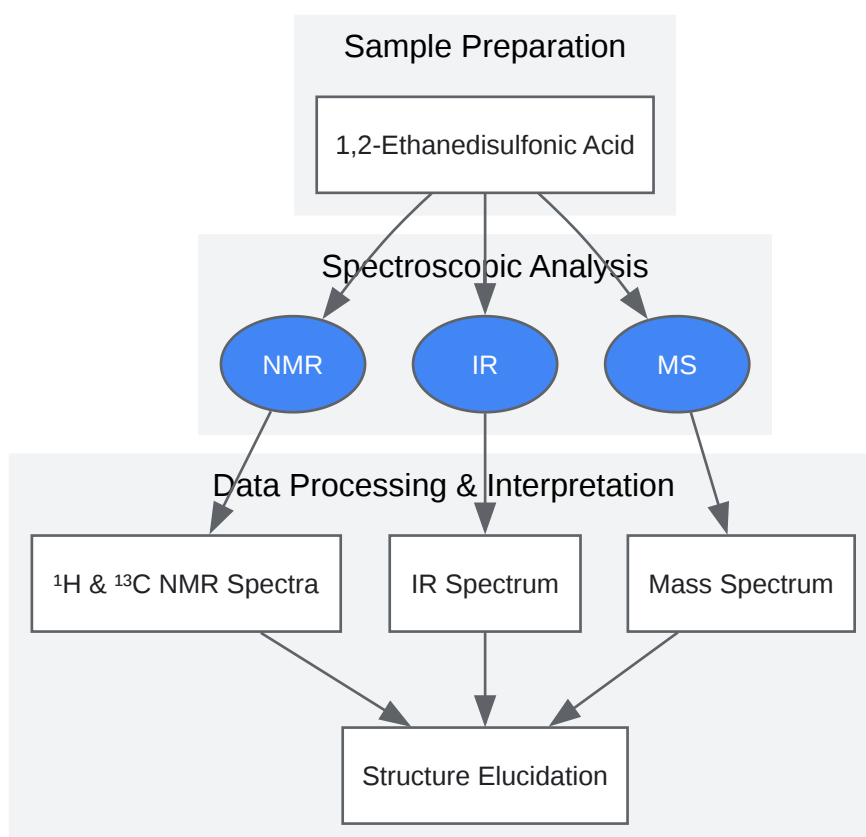 Sample Preparation
1,2-Ethanedisulfonic Acid
Spectroscopic Analysis
NMR
IR
MS
Data Processing & Interpretation
¹H & ¹³C NMR Spectra
IR Spectrum
Mass Spectrum
Structure Elucidation